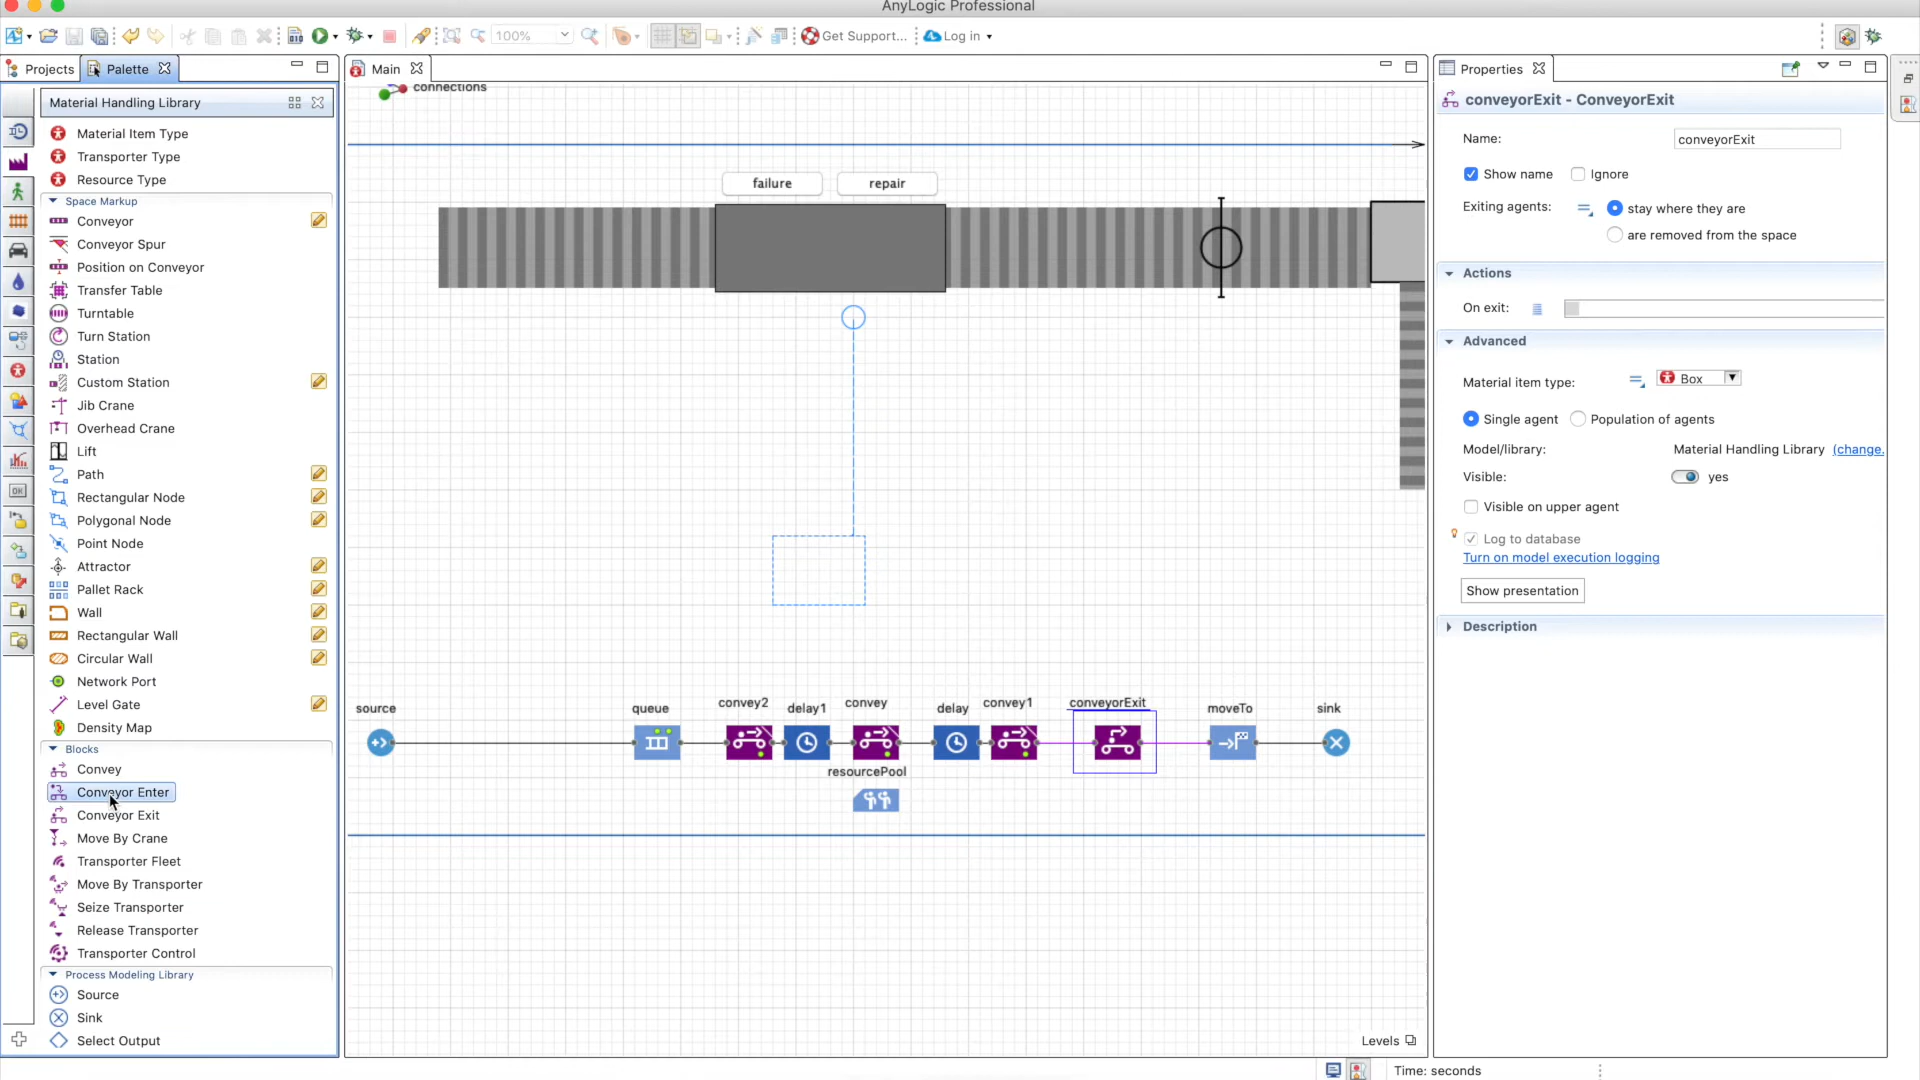 AnyLogic Professional
100%
Get Support...
Log in
Projects
Palette
Main
Properties
Material Handling Library
Material Item Type
Transporter Type
Resource Type
Space Markup
Conveyor
Conveyor Spur
Position on Conveyor
Transfer Table
Turntable
Turn Station
Station
Custom Station
Jib Crane
Overhead Crane
Lift
Path
Rectangular Node
Polygonal Node
Point Node
Attractor
Pallet Rack
Wall
Rectangular Wall
Circular Wall
Network Port
Level Gate
Density Map
Blocks
Convey
Conveyor Enter
Conveyor Exit
Move By Crane
Transporter Fleet
Move By Transporter
Seize Transporter
Release Transporter
Transporter Control
Process Modeling Library
Source
Sink
Select Output
connections
failure
repair
source
queue
convey2
delay1
convey
delay
convey1
conveyorExit
moveTo
sink
resourcePool
Levels
conveyorExit - ConveyorExit
Name:
conveyorExit
Show name
Ignore
Exiting agents:
stay where they are
are removed from the space
Actions
On exit:
Advanced
Material item type:
Box
Single agent
Population of agents
Model/library:
Material Handling Library (change.
Visible:
yes
Visible on upper agent
Log to database
Turn on model execution logging
Show presentation
Description
Time: seconds